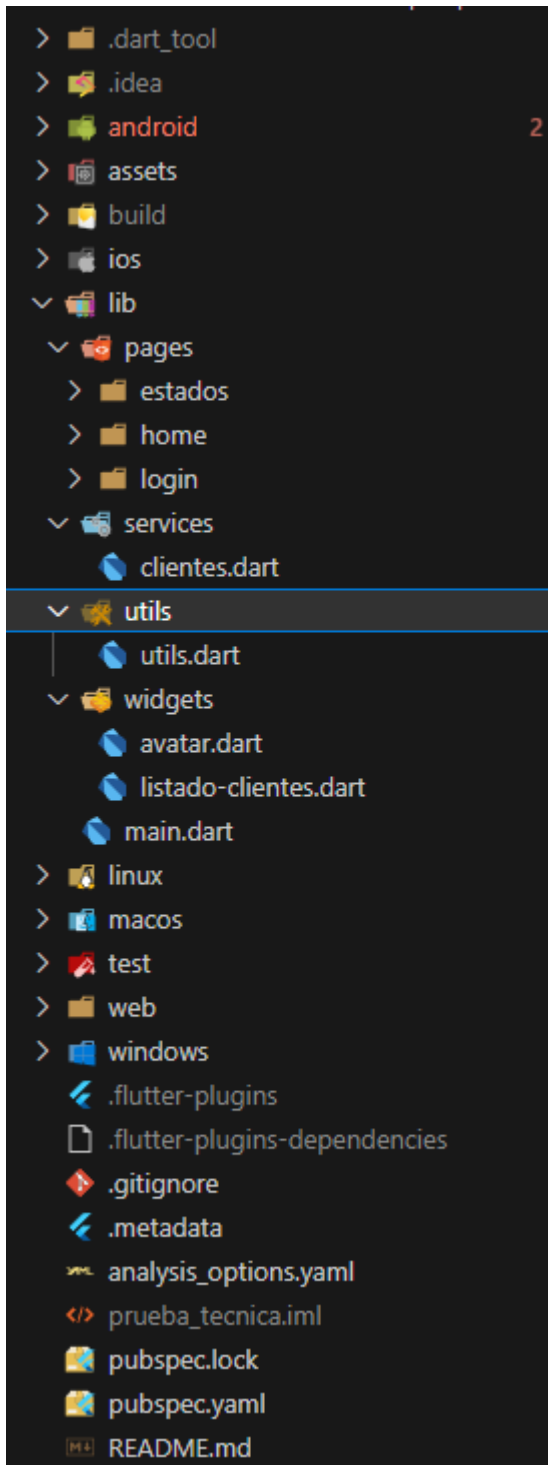 .dart_tool
.idea
android 2
assets
build
ios
lib
pages
estados
home
login
services
clientes.dart
utils
utils.dart
widgets
avatar.dart
listado-clientes.dart
main.dart
linux
macos
test
web
windows
.flutter-plugins
.flutter-plugins-dependencies
.gitignore
.metadata
analysis_options.yaml
prueba_tecnica.iml
pubspec.lock
pubspec.yaml
README.md